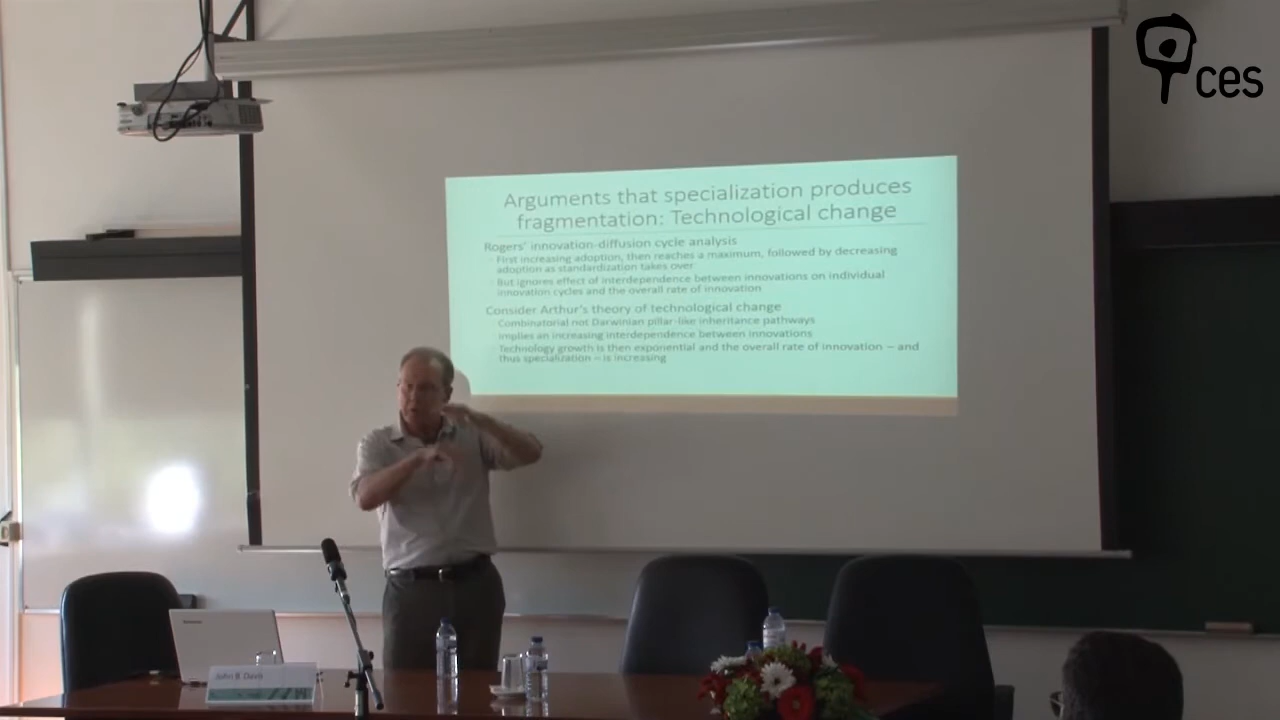 ces
Arguments that specialization produces
fragmentation: Technological change
Rogers' innovation-diffusion cycle analysis
First increasing adoption, then reaches a maximum, followed by decreasing
adoption as standardization takes over
But ignores effect of interdependence between innovations on individual
innovation cycles and the overall rate of innovation
Consider Arthur's theory of technological change
Combinatorial not Darwinian pillar-like inheritance pathways
Implies an increasing interdependence between innovations
Technology growth is then exponential and the overall rate of innovation – and
thus specialization – is increasing
John B Davis